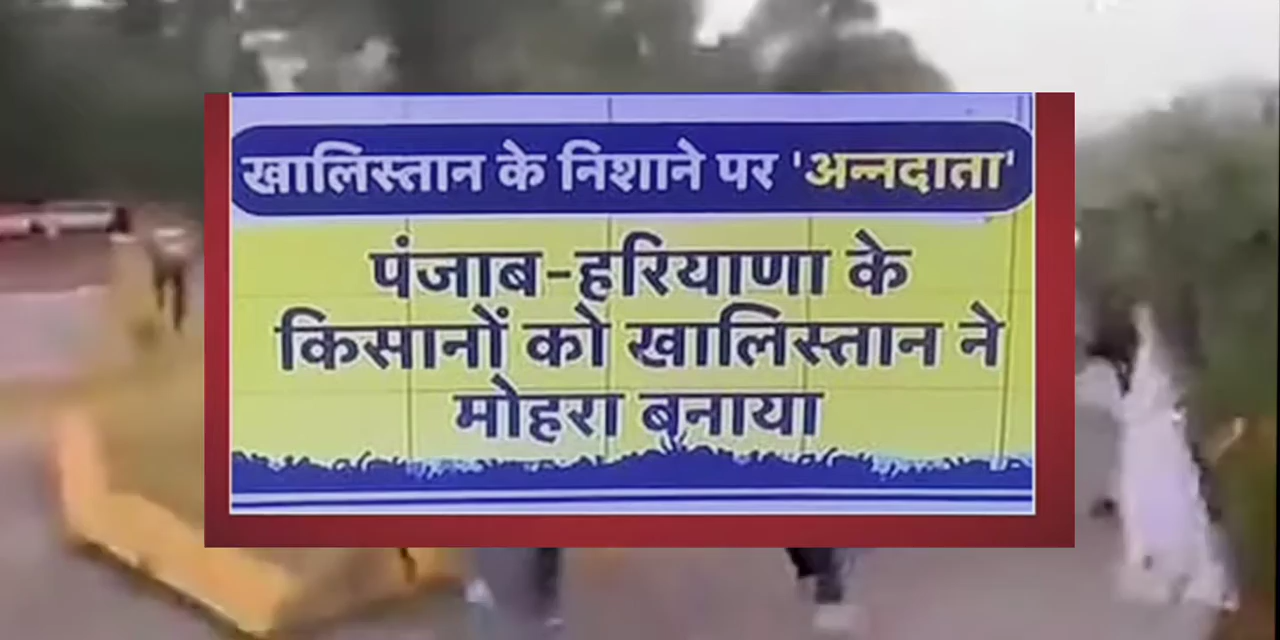 खालिस्तान के निशाने पर 'अन्नदाता'
पंजाब-हरियाणा के
किसानों को खालिस्तान ने
मोहरा बनाया